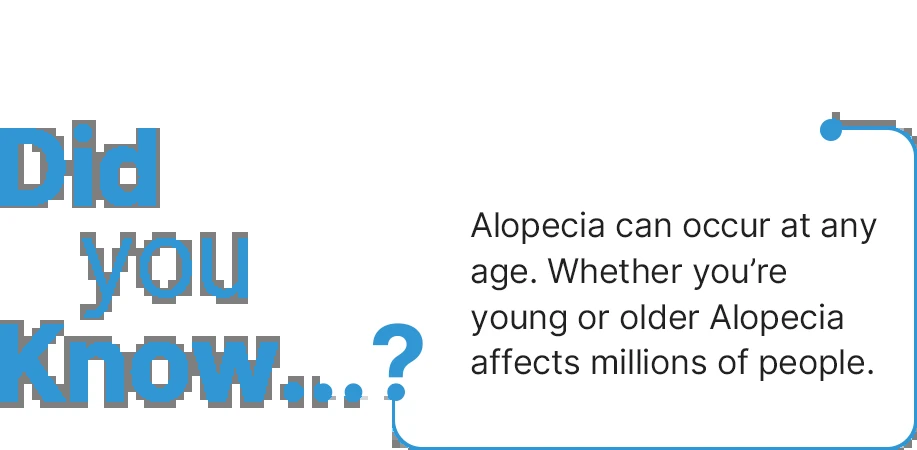 Did
you
Know...?
Alopecia can occur at any
age. Whether you’re
young or older Alopecia
affects millions of people.